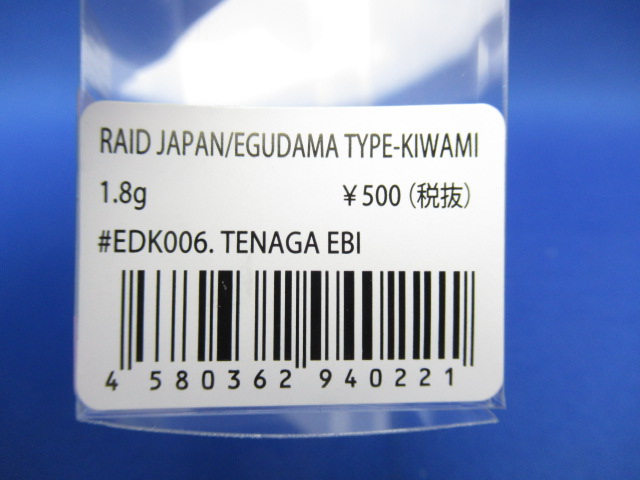 RAID JAPAN/EGUDAMA TYPE-KIWAMI
1.8g ￥500（税抜）
#EDK006. TENAGA EBI
4 580362 940221